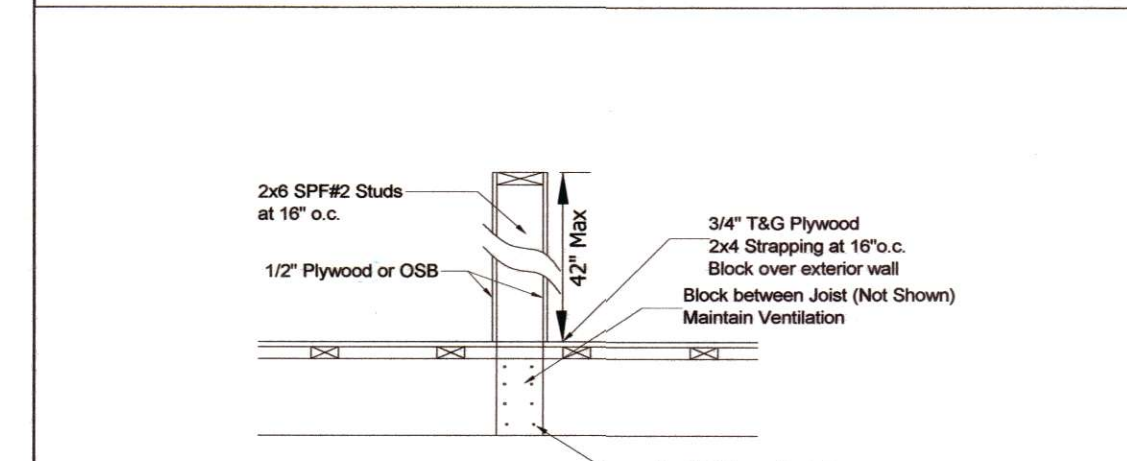 2x6 SPF#2 Studs
at 16" o.c.
1/2" Plywood or OSB
42" Max
3/4" T&G Plywood
2x4 Strapping at 16"o.c.
Block over exterior wall
Block between Joist (Not Shown)
Maintain Ventilation